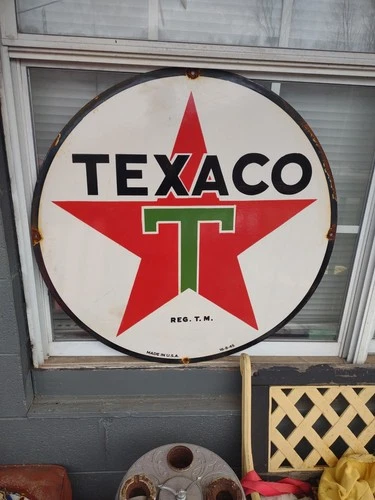 TEXACO
T
REG. T. M.
MADE IN U.S.A.